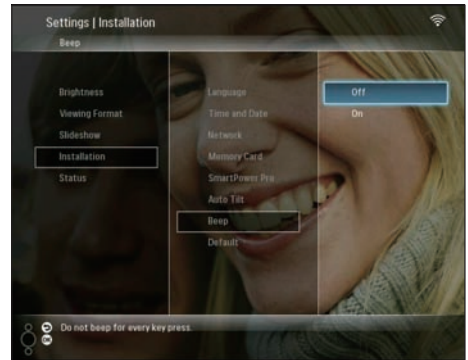 Settings | Installation
Beep
Brightness
Viewing Format
Slideshow
Installation
Status
Language
Time and Date
Network
Memory Card
SmartPower Pro
Auto Tilt
Beep
Default
Off
On
Do not beep for every key press.
OK